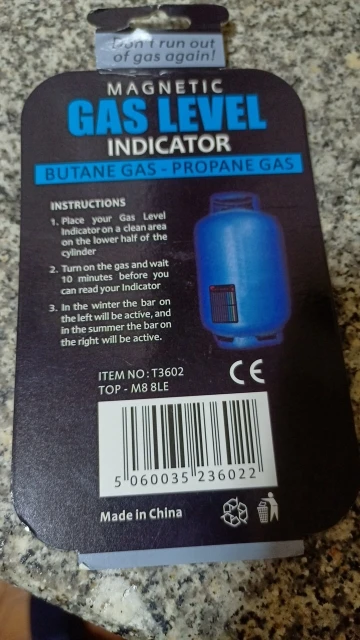 Don't run out
of gas again!
MAGNETIC
GAS LEVEL
INDICATOR
BUTANE GAS - PROPANE GAS
INSTRUCTIONS
1. Place your Gas Level
Indicator on a clean area
on the lower half of the
cylinder
2. Turn on the gas and wait
10 minutes before you
can read your Indicator
3. In the winter the bar on
the left will be active, and
in the summer the bar on
the right will be active.
ITEM NO: T3602
TOP - M8 8LE
CE
5 060035 236022
Made in China